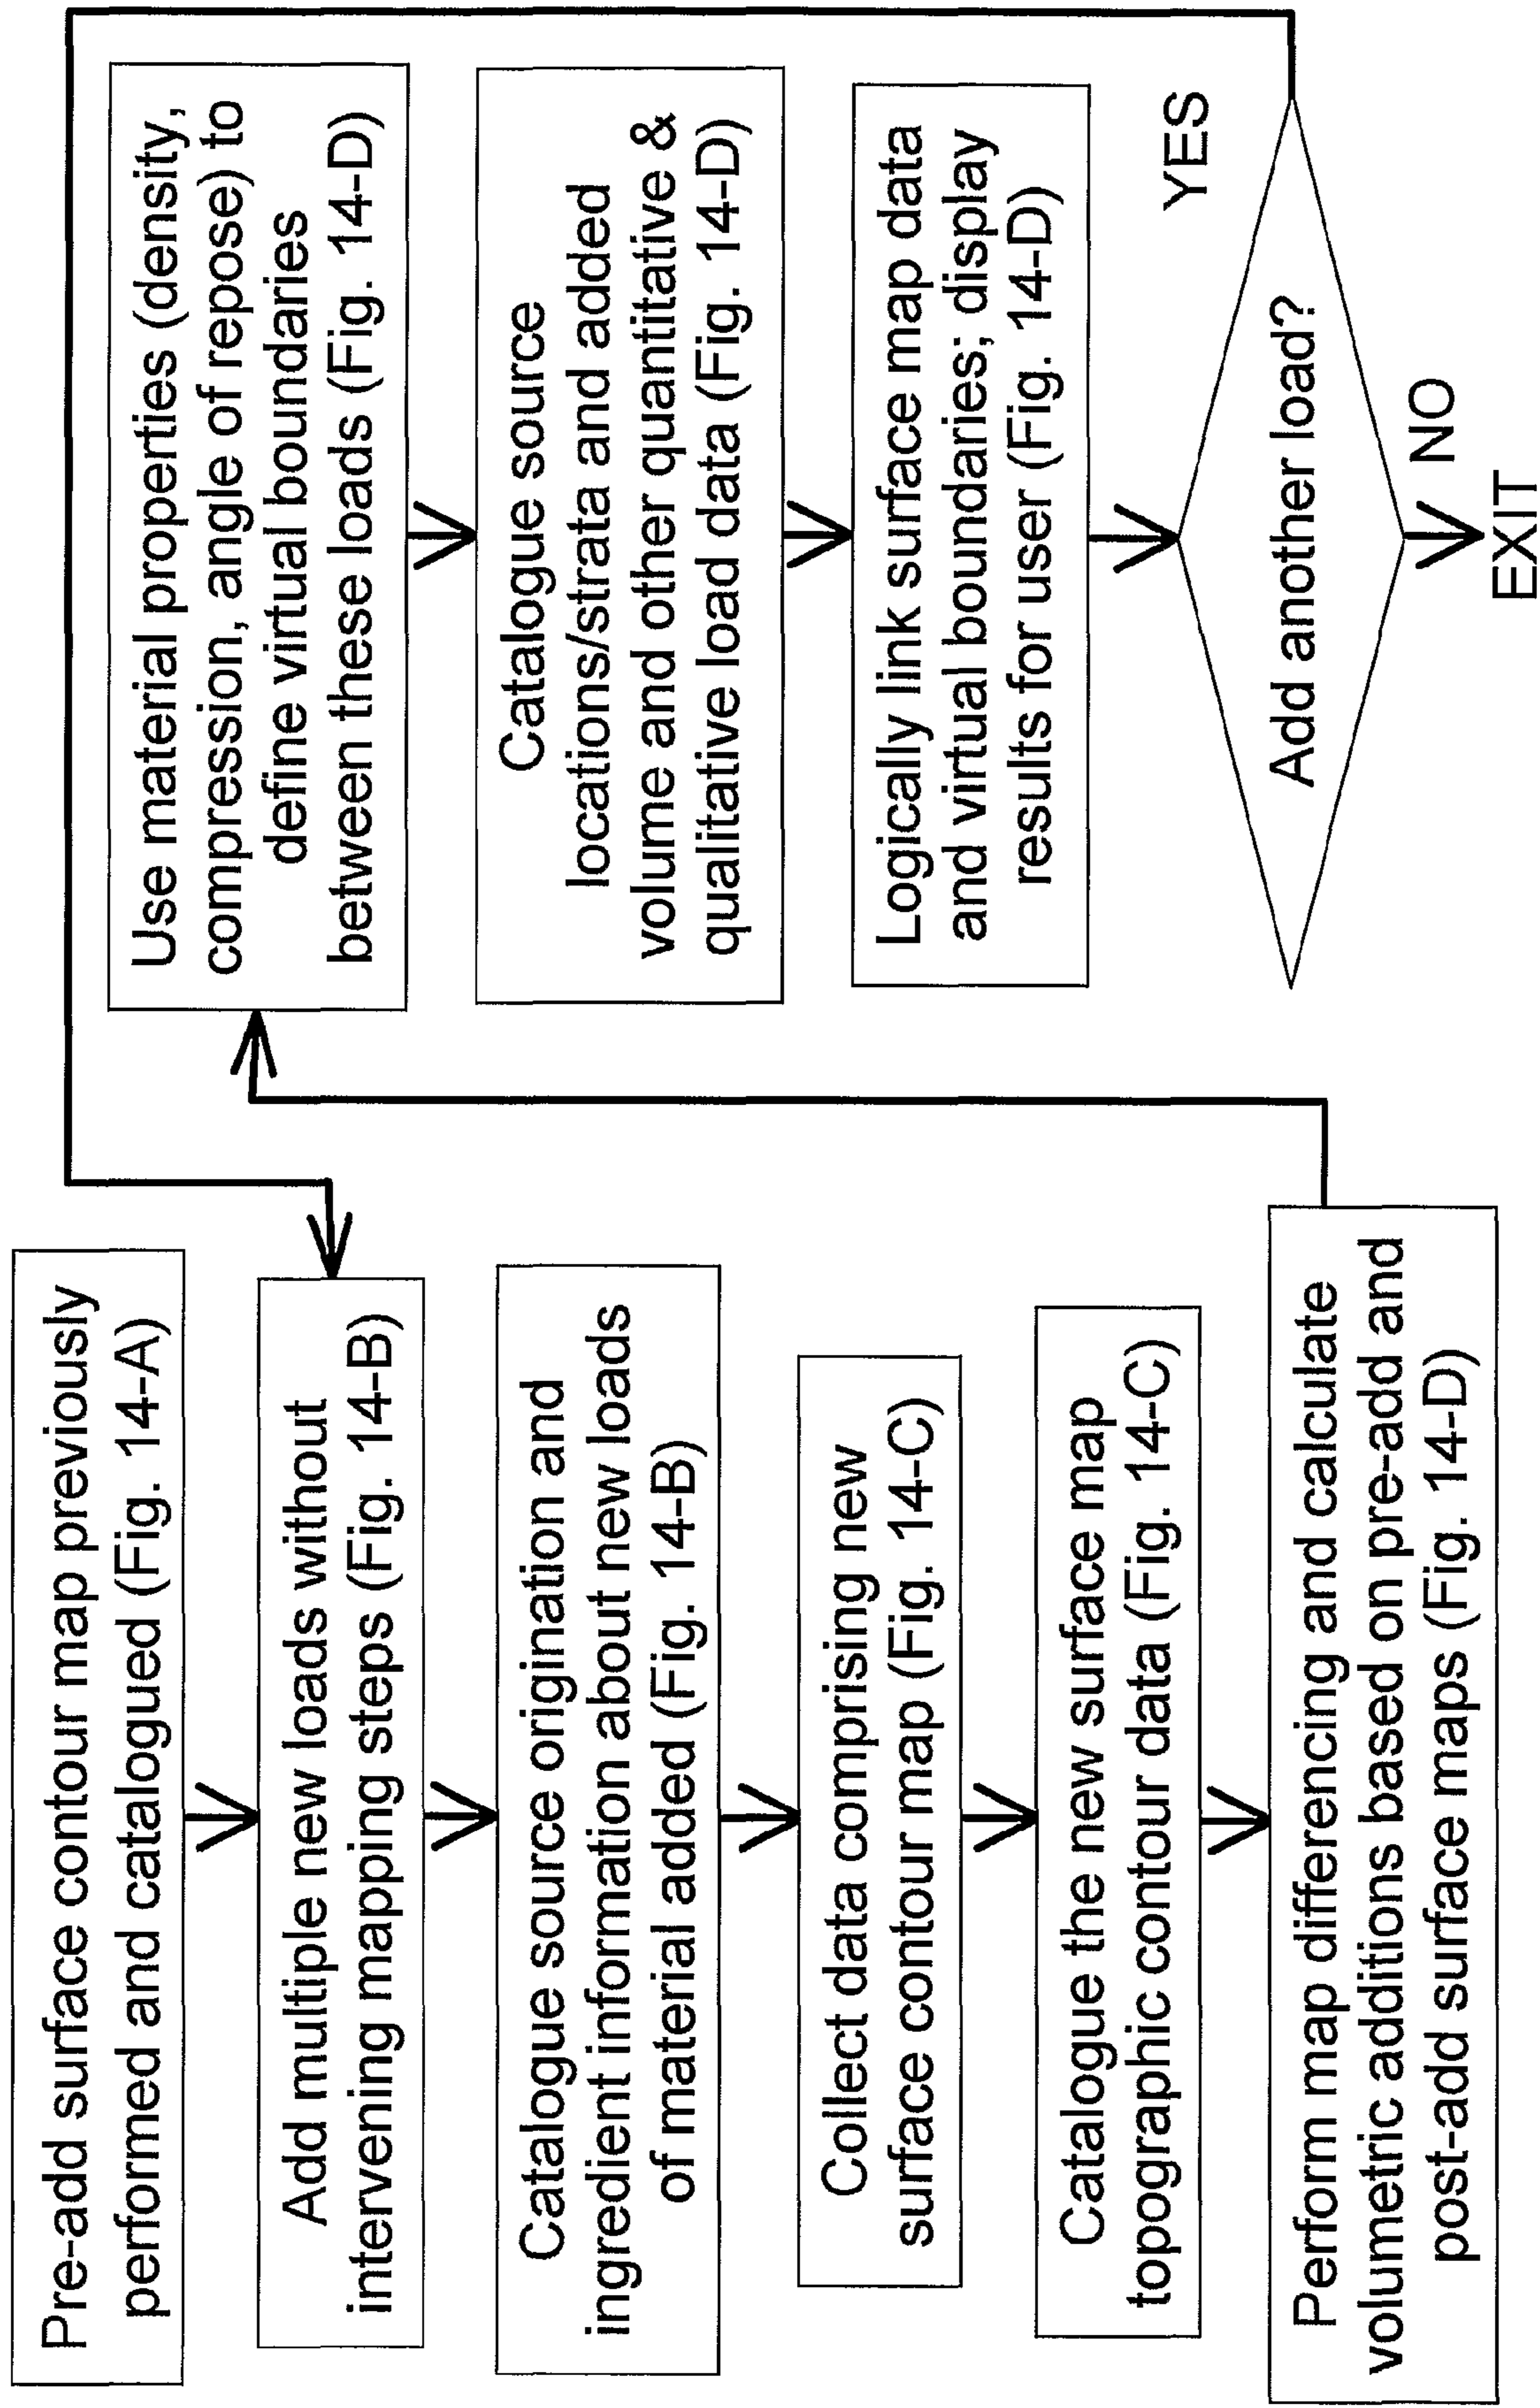 Pre-add surface contour map previously
performed and catalogued (Fig. 14-A)
Add multiple new loads without
intervening mapping steps (Fig. 14-B)
Catalogue source origination and
ingredient information about new loads
of material added (Fig. 14-B)
Collect data comprising new
surface contour map (Fig. 14-C)
Catalogue the new surface map
topographic contour data (Fig. 14-C)
Perform map differencing and calculate
volumetric additions based on pre-add and
post-add surface maps (Fig. 14-D)
Use material properties (density,
compression, angle of repose) to
define virtual boundaries
between these loads (Fig. 14-D)
Catalogue source
locations/strata and added
volume and other quantitative &
qualitative load data (Fig. 14-D)
Logically link surface map data
and virtual boundaries; display
results for user (Fig. 14-D)
Add another load?
YES
NO
EXIT